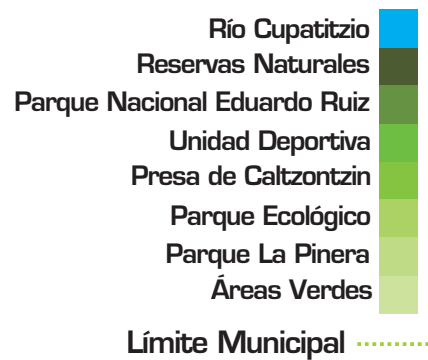 Río Cupatitzio
Reservas Naturales
Parque Nacional Eduardo Ruiz
Unidad Deportiva
Presa de Caltzontzin
Parque Ecológico
Parque La Pinera
Áreas Verdes
Límite Municipal